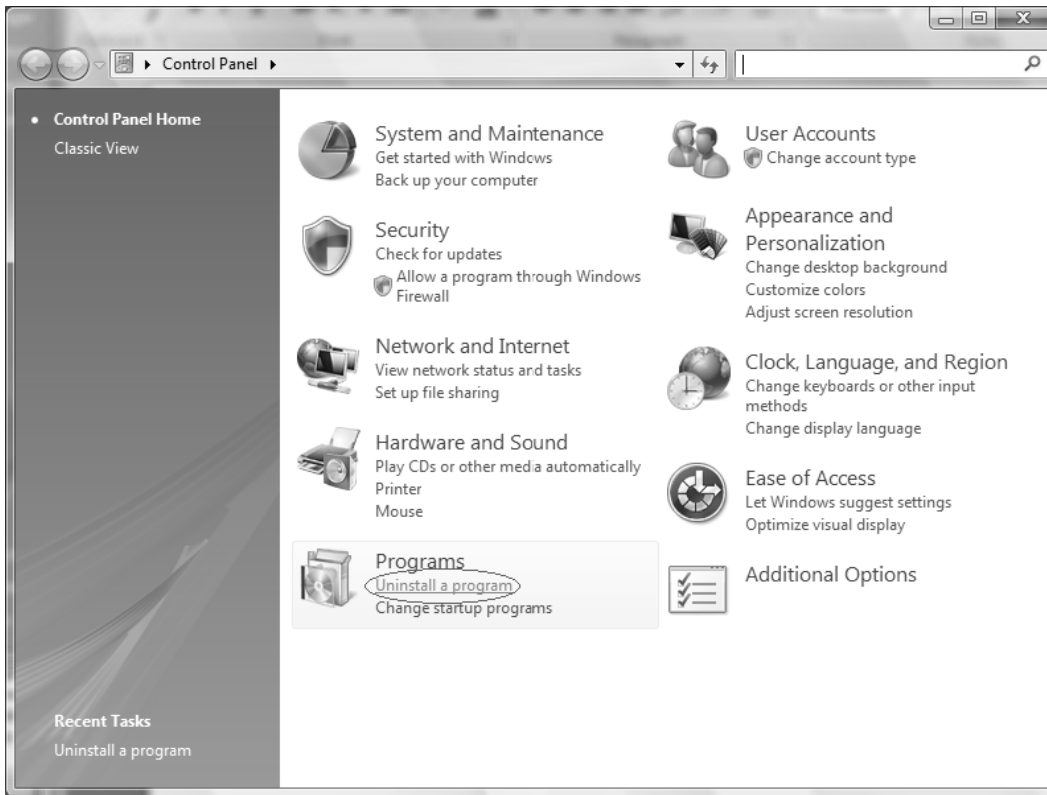 Control Panel
Control Panel Home
Classic View
System and Maintenance
Get started with Windows
Back up your computer
Security
Check for updates
Allow a program through Windows
Firewall
Network and Internet
View network status and tasks
Set up file sharing
Hardware and Sound
Play CDs or other media automatically
Printer
Mouse
Programs
Uninstall a program
Change startup programs
User Accounts
Change account type
Appearance and
Personalization
Change desktop background
Customize colors
Adjust screen resolution
Clock, Language, and Region
Change keyboards or other input
methods
Change display language
Ease of Access
Let Windows suggest settings
Optimize visual display
Additional Options
Recent Tasks
Uninstall a program